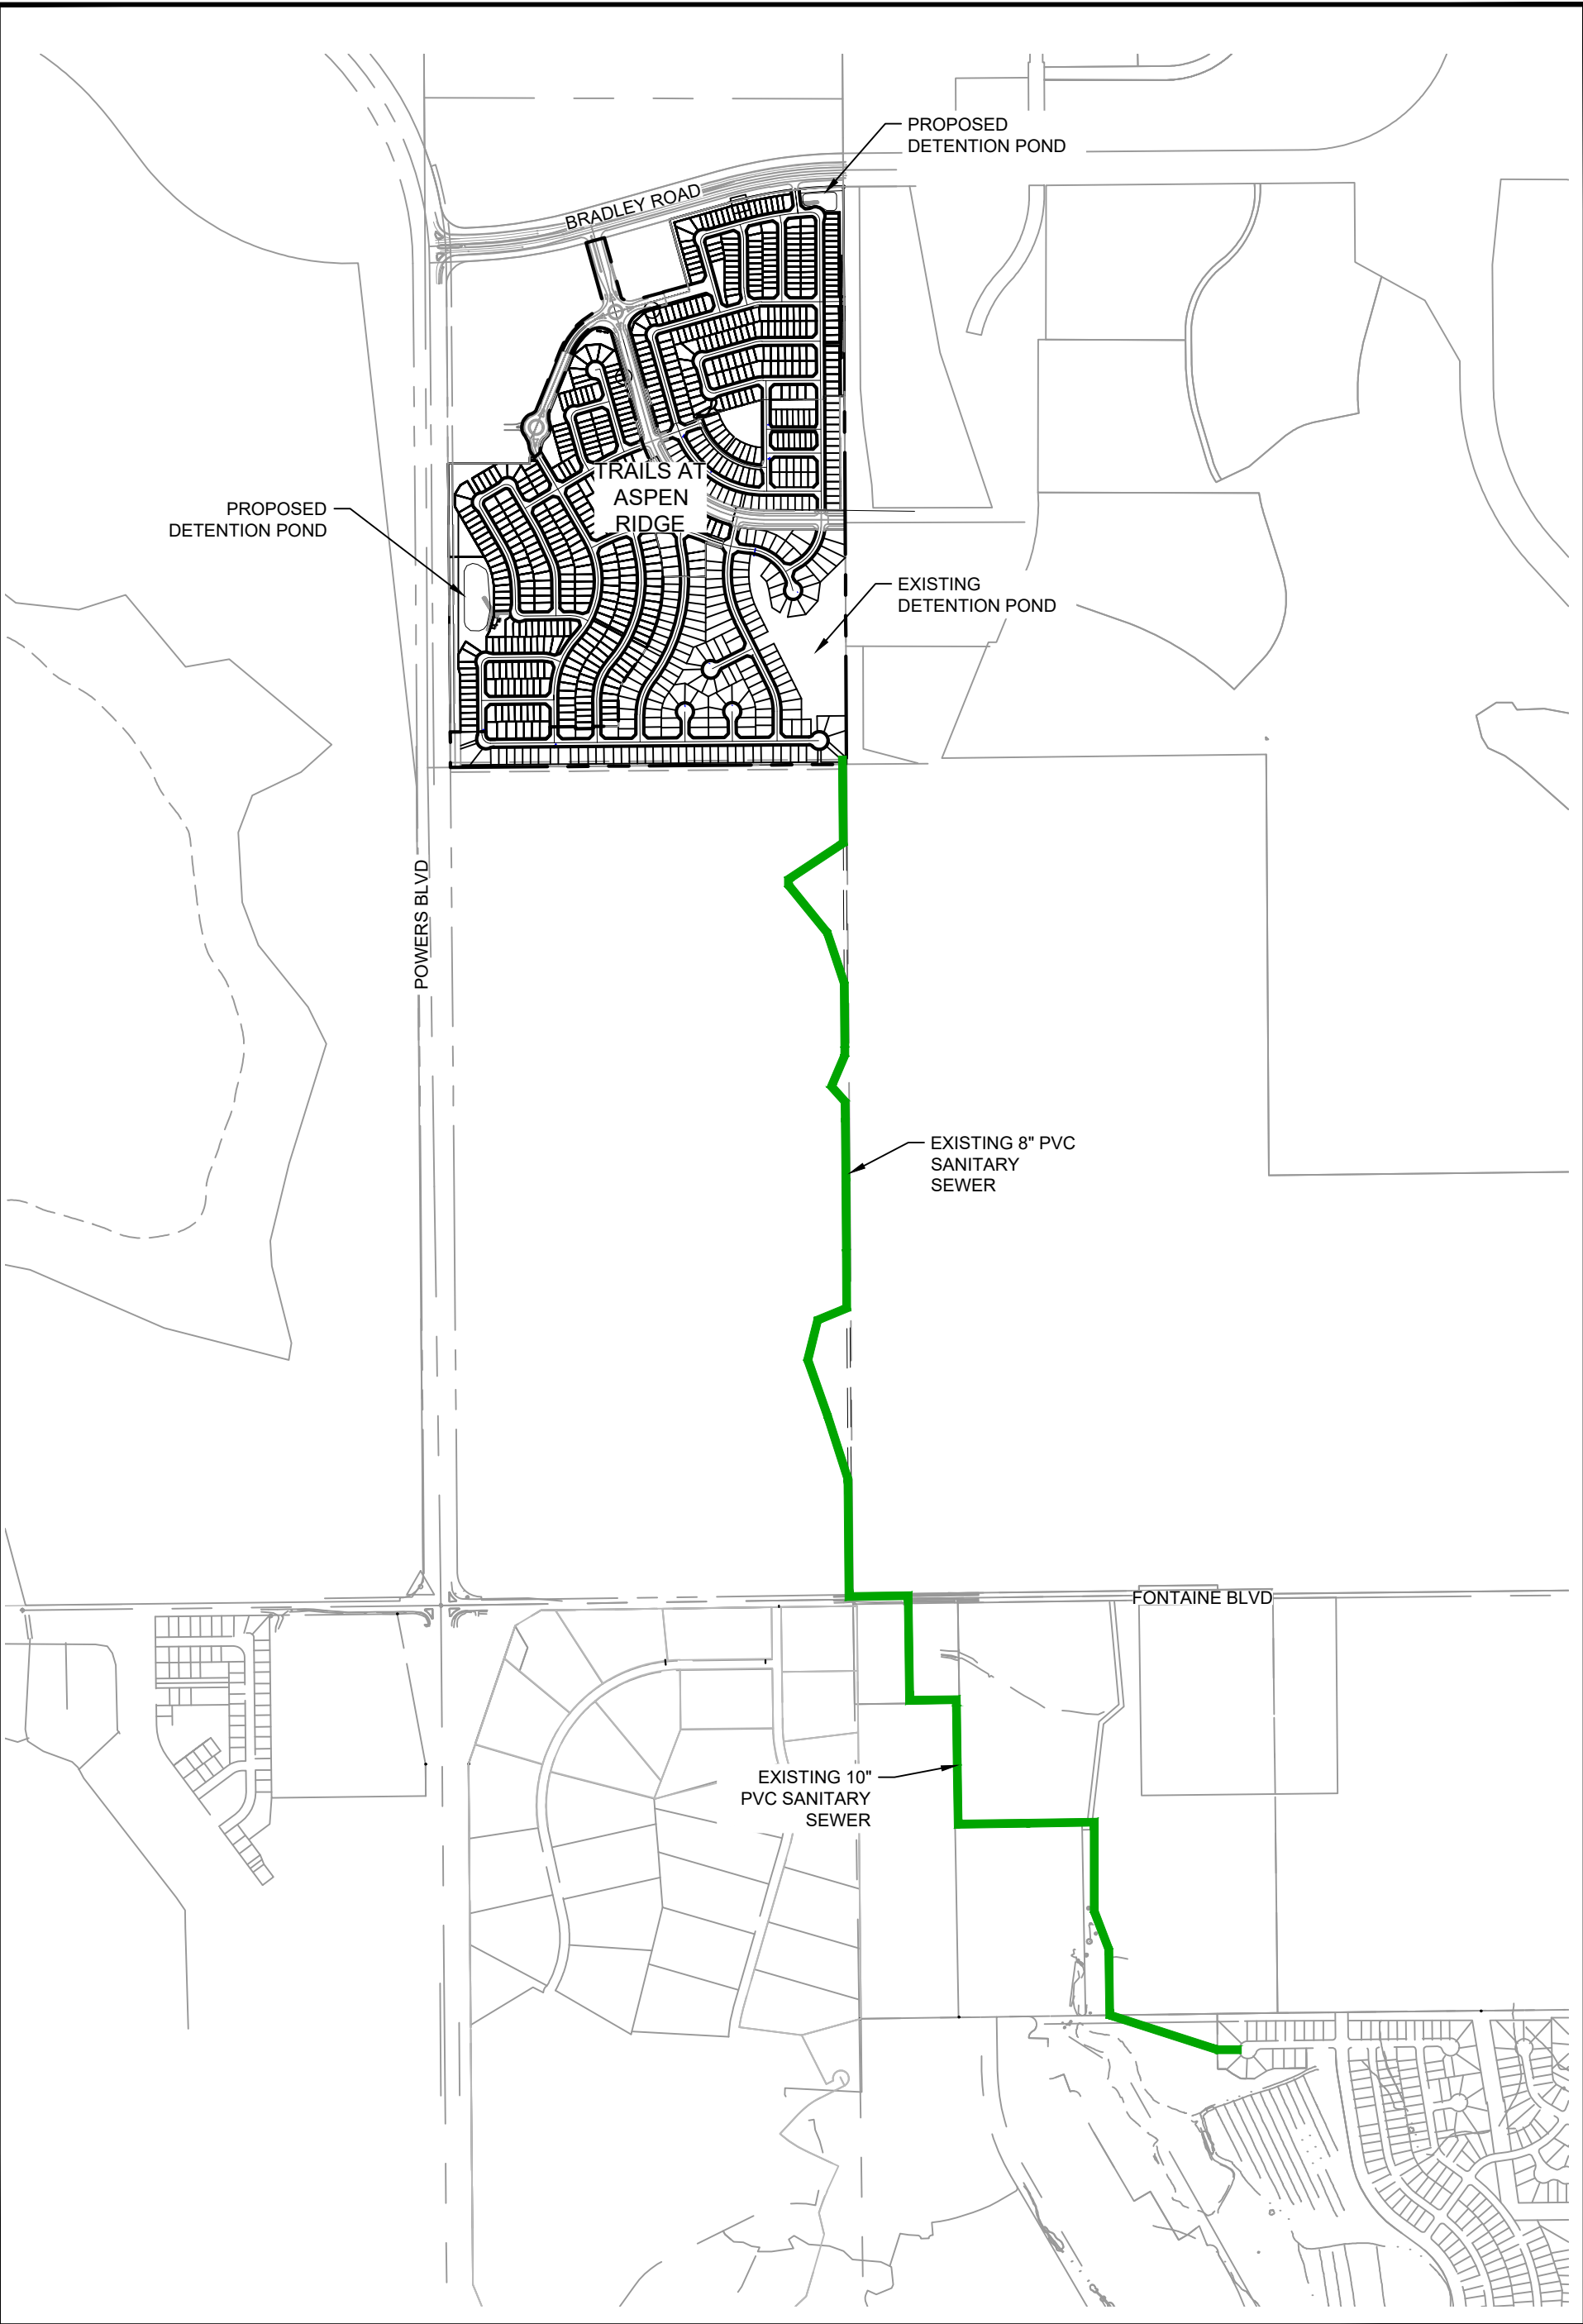 PROPOSED
DETENTION POND
BRADLEY ROAD
TRAILS AT
ASPEN
RIDGE
PROPOSED
DETENTION POND
EXISTING
DETENTION POND
POWERS BLVD
EXISTING 8" PVC
SANITARY
SEWER
FONTAINE BLVD
EXISTING 10"
PVC SANITARY
SEWER